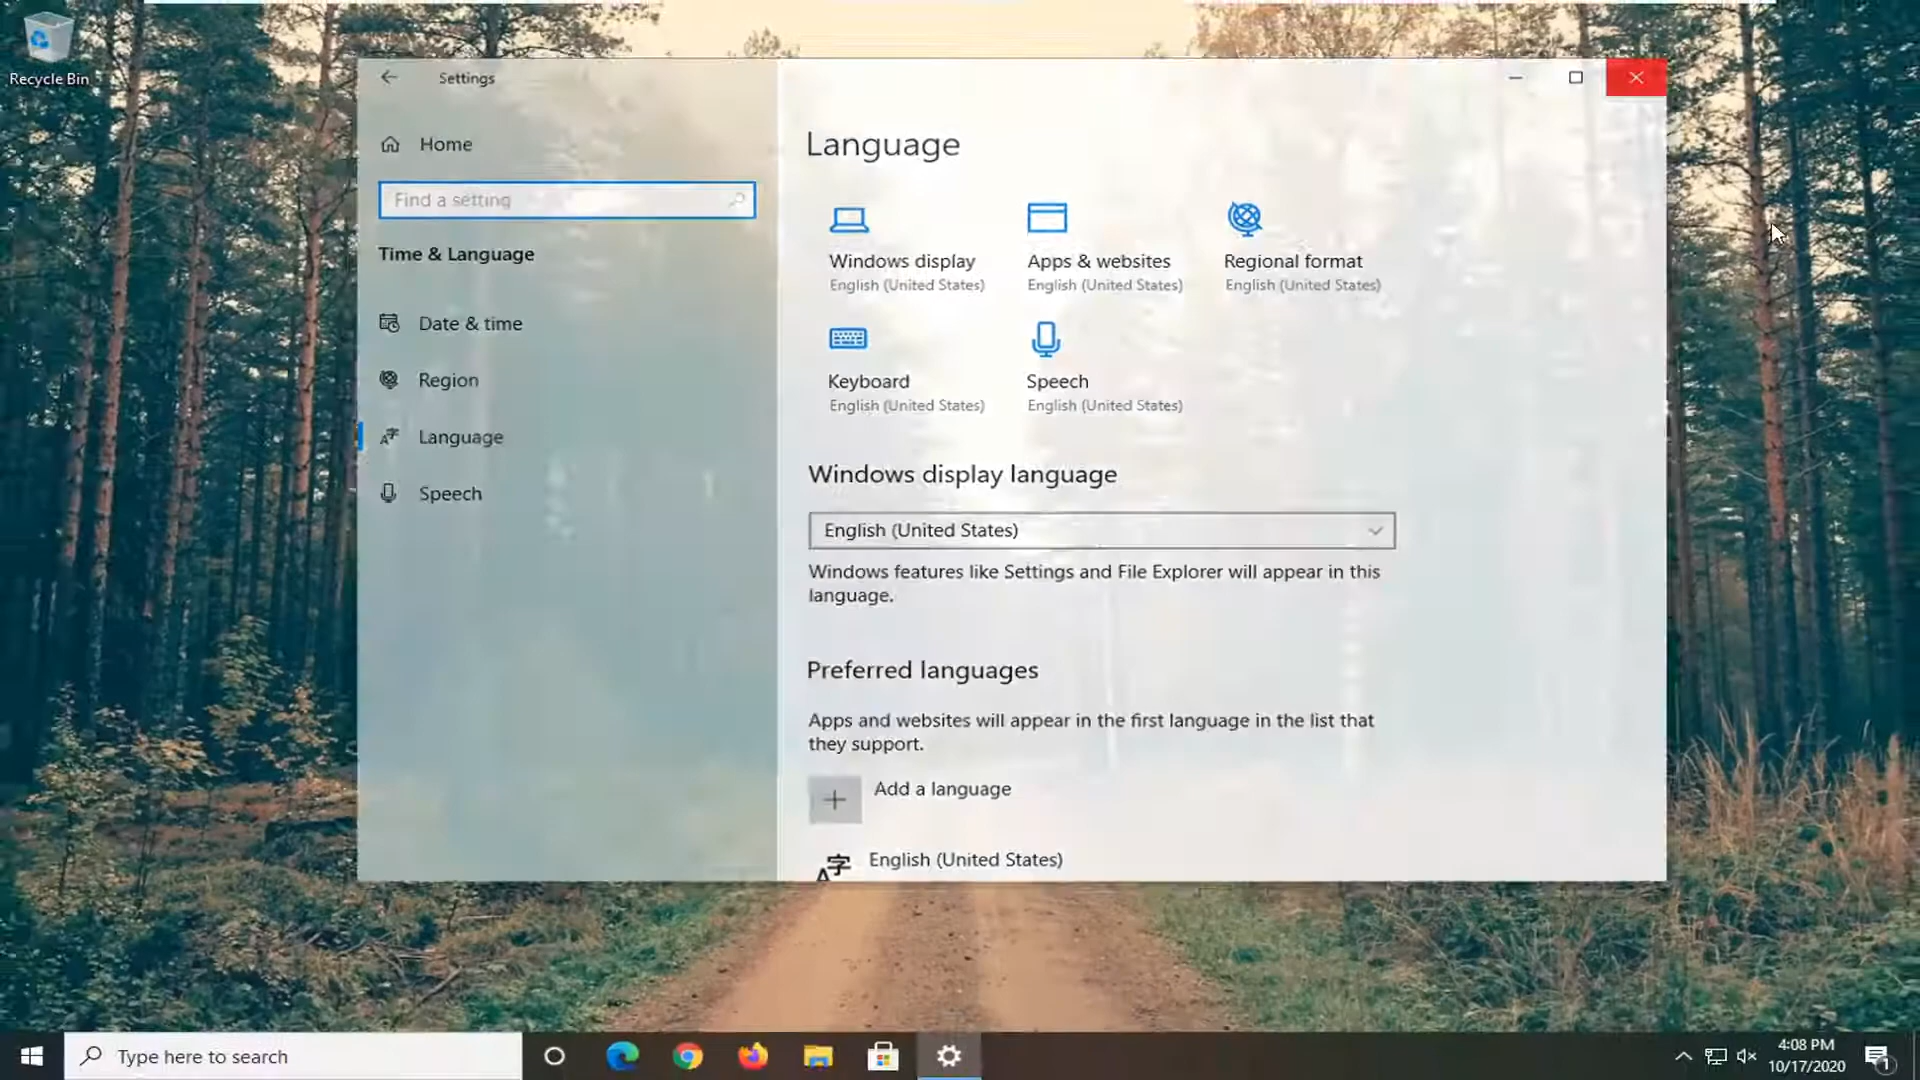 Recycle Bin
Settings
Home
Find a setting
Time & Language
Date & time
Region
Language
Speech
Language
Windows display
English (United States)
Apps & websites
English (United States)
Regional format
English (United States)
Keyboard
English (United States)
Speech
English (United States)
Windows display language
English (United States)
Windows features like Settings and File Explorer will appear in this
language.
Preferred languages
Apps and websites will appear in the first language in the list that
they support.
Add a language
A字 English (United States)
Type here to search
4:08 PM
10/17/2020
1